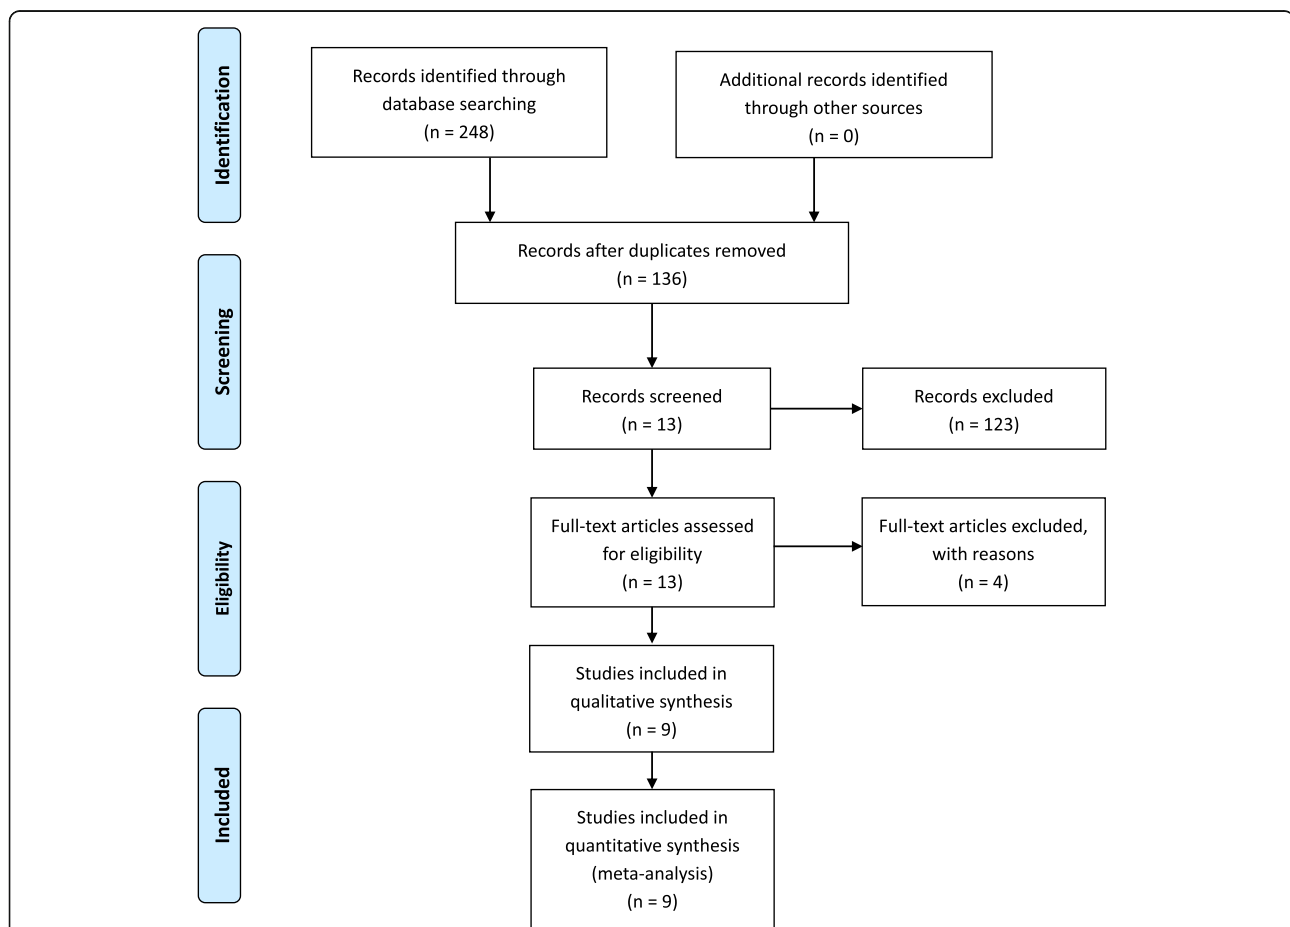 Identification
Records identified through
database searching
(n = 248)
Additional records identified
through other sources
(n = 0)
Records after duplicates removed
(n = 136)
Screening
Records screened
(n = 13)
Records excluded
(n = 123)
Eligibility
Full-text articles assessed
for eligibility
(n = 13)
Full-text articles excluded,
with reasons
(n = 4)
Studies included in
qualitative synthesis
(n = 9)
Included
Studies included in
quantitative synthesis
(meta-analysis)
(n = 9)